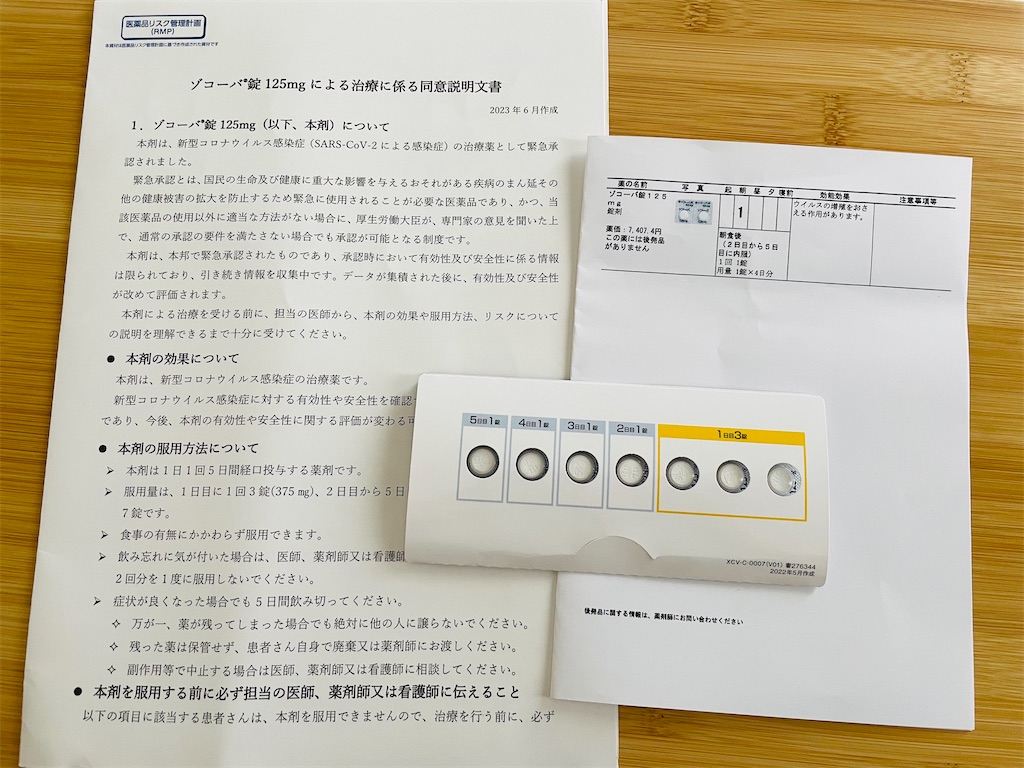 医薬品リスク管理計画
(RMP)
本資材は医薬品リスク管理計画に基づき作成された資材です
ゾコーバ®錠 125mg による治療に係る同意説明文書
2023 年 6 月作成
1．ゾコーバ®錠 125mg（以下、本剤）について
本剤は、新型コロナウイルス感染症（SARS-CoV-2 による感染症）の治療薬として緊急承
認されました。
緊急承認とは、国民の生命及び健康に重大な影響を与えるおそれがある疾病のまん延その
他の健康被害の拡大を防止するため緊急に使用されることが必要な医薬品であり、かつ、当
該医薬品の使用以外に適当な方法がない場合に、厚生労働大臣が、専門家の意見を聞いた上
で、通常の承認の要件を満たさない場合でも承認が可能となる制度です。
本剤は、本邦で緊急承認されたものであり、承認時において有効性及び安全性に係る情報
は限られており、引き続き情報を収集中です。データが集積された後に、有効性及び安全性
が改めて評価されます。
本剤による治療を受ける前に、担当の医師から、本剤の効果や服用方法、リスクについて
の説明を理解できるまで十分に受けてください。
● 本剤の効果について
本剤は、新型コロナウイルス感染症の治療薬です。
新型コロナウイルス感染症に対する有効性や安全性を確認
であり、今後、本剤の有効性や安全性に関する評価が変わる
● 本剤の服用方法について
➢ 本剤は１日１回５日間経口投与する薬剤です。
➢ 服用量は、１日目に１回３錠(375 mg)、２日目から５日
７錠です。
➢ 食事の有無にかかわらず服用できます。
➢ 飲み忘れに気が付いた場合は、医師、薬剤師又は看護師
２回分を１度に服用しないでください。
➢ 症状が良くなった場合でも５日間飲み切ってください。
✧ 万が一、薬が残ってしまった場合でも絶対に他の人に譲らないでください。
✧ 残った薬は保管せず、患者さん自身で廃棄又は薬剤師にお渡しください。
✧ 副作用等で中止する場合は医師、薬剤師又は看護師に相談してください。
● 本剤を服用する前に必ず担当の医師、薬剤師又は看護師に伝えること
以下の項目に該当する患者さんは、本剤を服用できませんので、治療を行う前に、必ず
薬の名前 写真 起 朝 昼 夕 寝前 効能効果 注意事項等
ゾコーバ錠１２５
ｍｇ
錠剤
薬価：7,407.4円
この薬には後発品
がありません
1
朝食後
（２日目から５日
目に内服）
１回 1錠
用量 1錠×4日分
ウイルスの増殖をおさ
える作用があります。
5日目1錠 4日目1錠 3日目1錠 2日目1錠 1日目3錠
XCV-C-0007(V01) 審276344
2022年5月作成
後発品に関する情報は、薬剤師にお問い合わせください